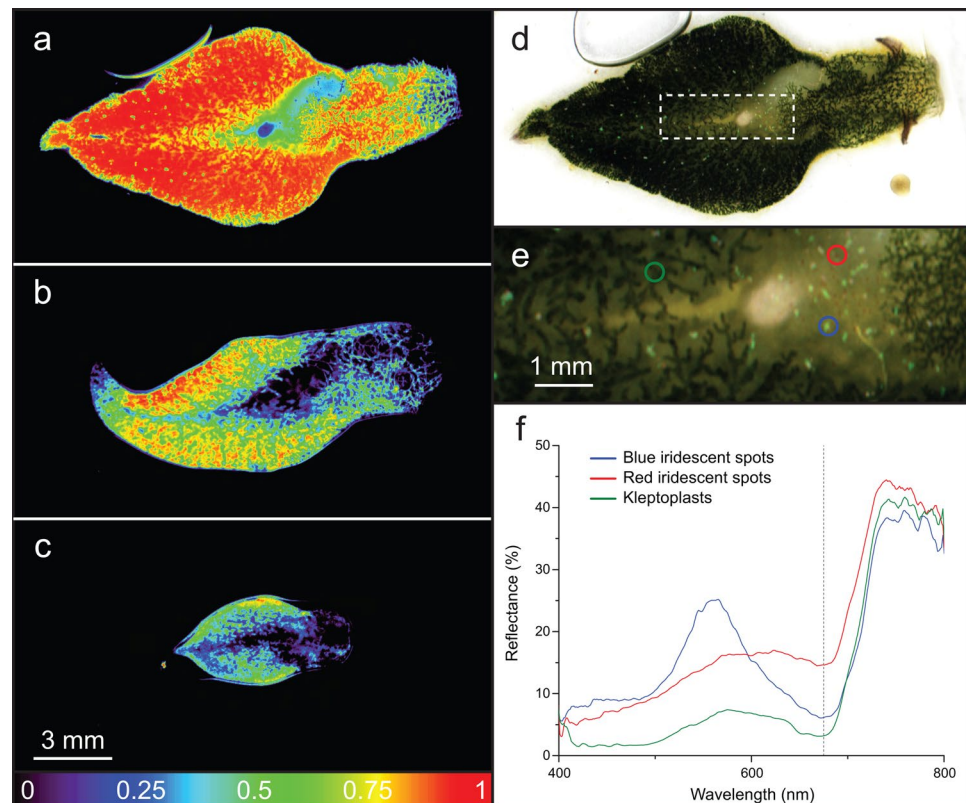 a
b
c
3 mm
0 0.25 0.5 0.75 1
d
e
1 mm
f
Blue iridescent spots
Red iridescent spots
Kleptoplasts
Reflectance (%)
50
40
30
20
10
0
400 600 800
Wavelength (nm)